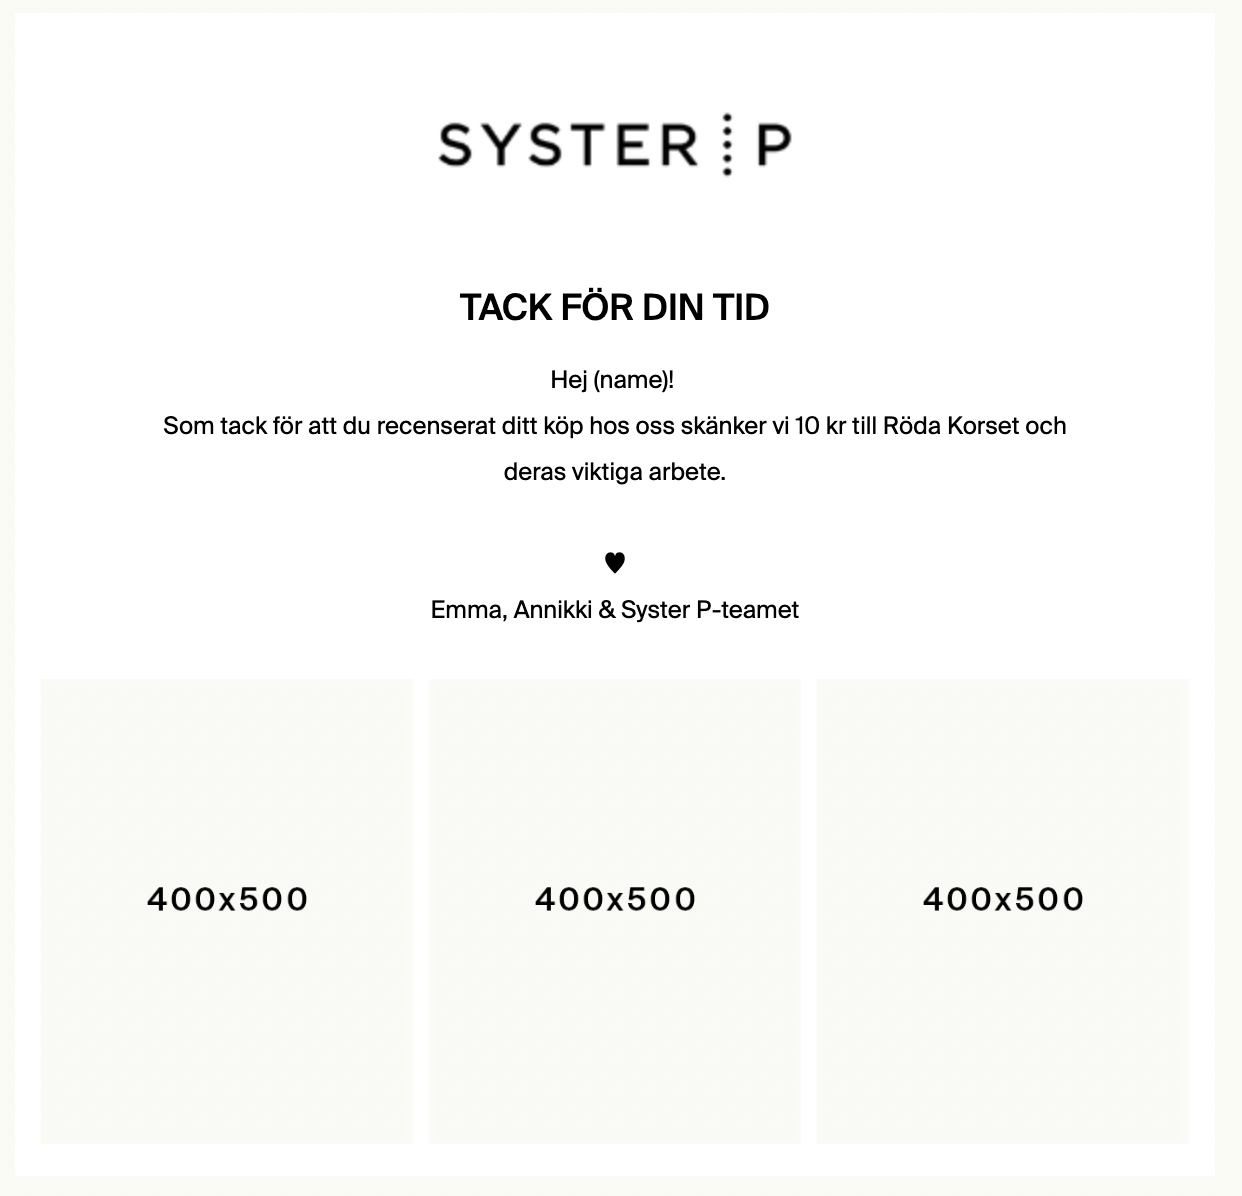 SYSTER P
TACK FÖR DIN TID
Hej (name)!
Som tack för att du recenserat ditt köp hos oss skänker vi 10 kr till Röda Korset och
deras viktiga arbete.
♥
Emma, Annikki & Syster P-teamet
400x500 400x500 400x500